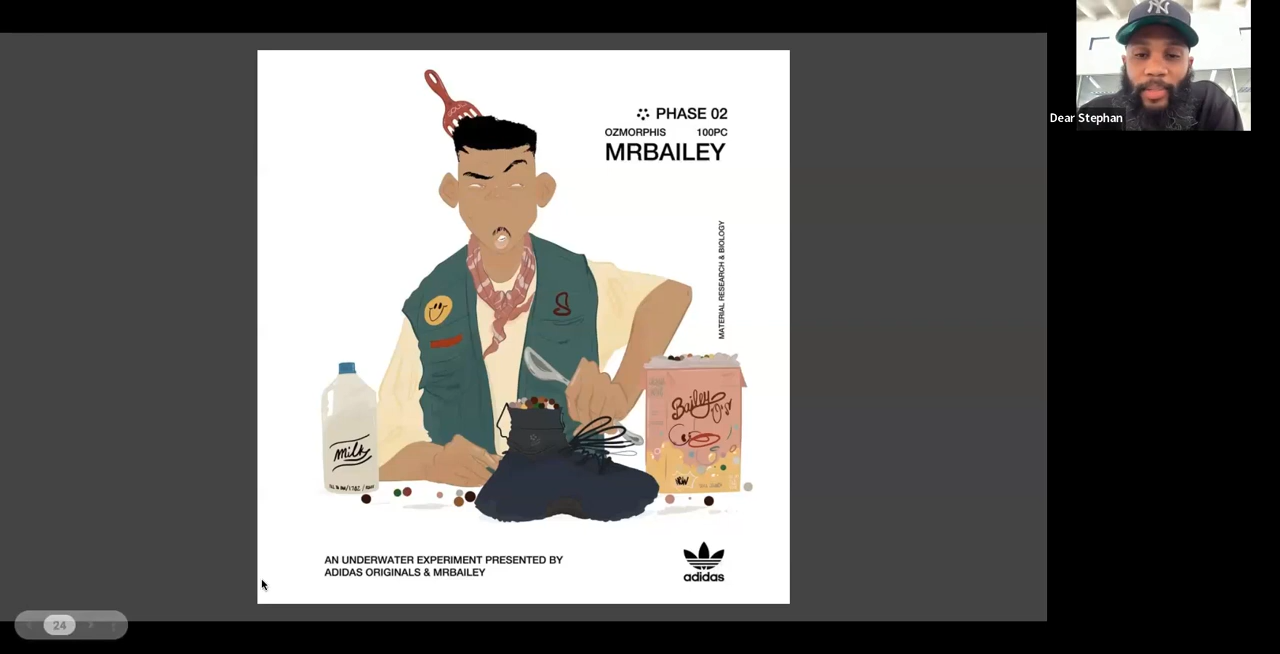 PHASE 02
OZMORPHIS 100PC
MRBAILEY
MATERIAL RESEARCH & BIOLOGY
Milk
Bailey
AN UNDERWATER EXPERIMENT PRESENTED BY
ADIDAS ORIGINALS & MRBAILEY
adidas
Dear Stephan
NY
24